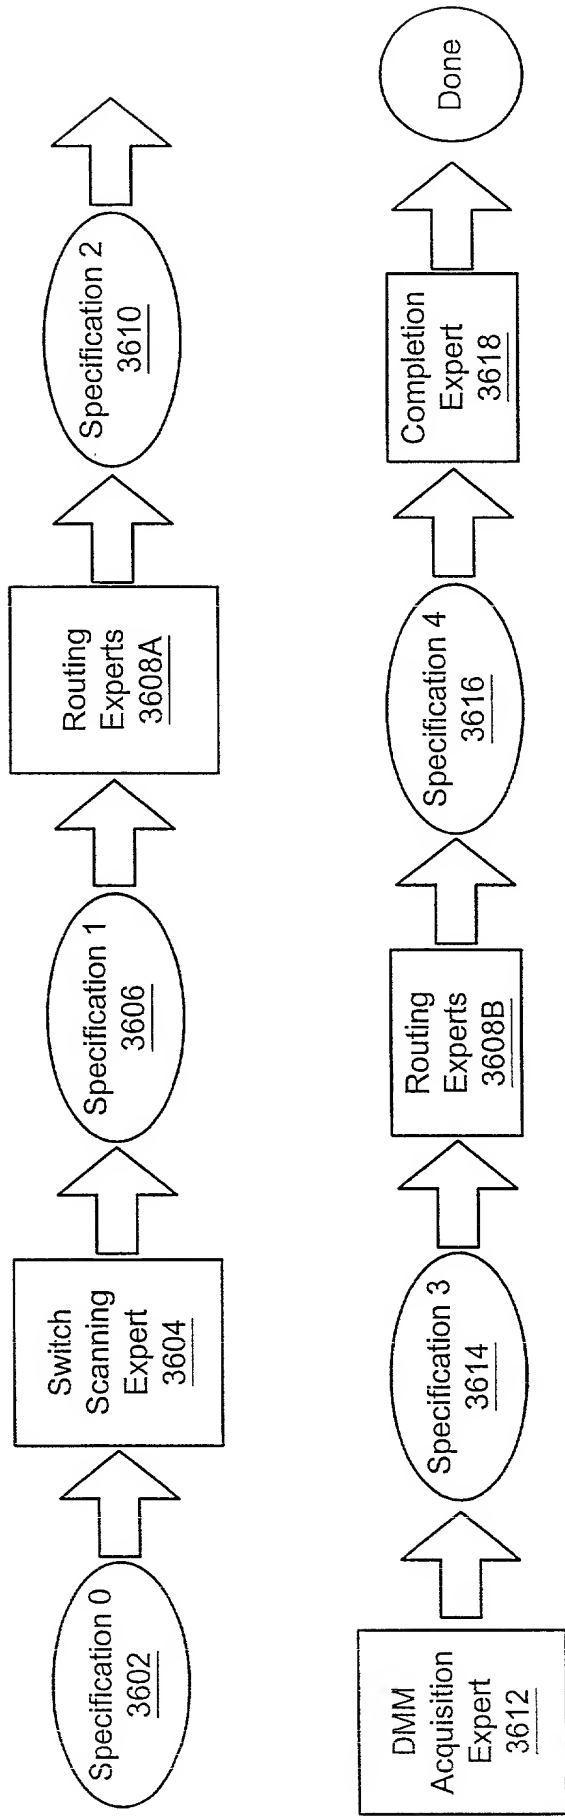 Specification 0
3602
Switch
Scanning
Expert
3604
Specification 1
3606
Routing
Experts
3608A
Specification 2
3610
DMM
Acquisition
Expert
3612
Specification 3
3614
Routing
Experts
3608B
Specification 4
3616
Completion
Expert
3618
Done